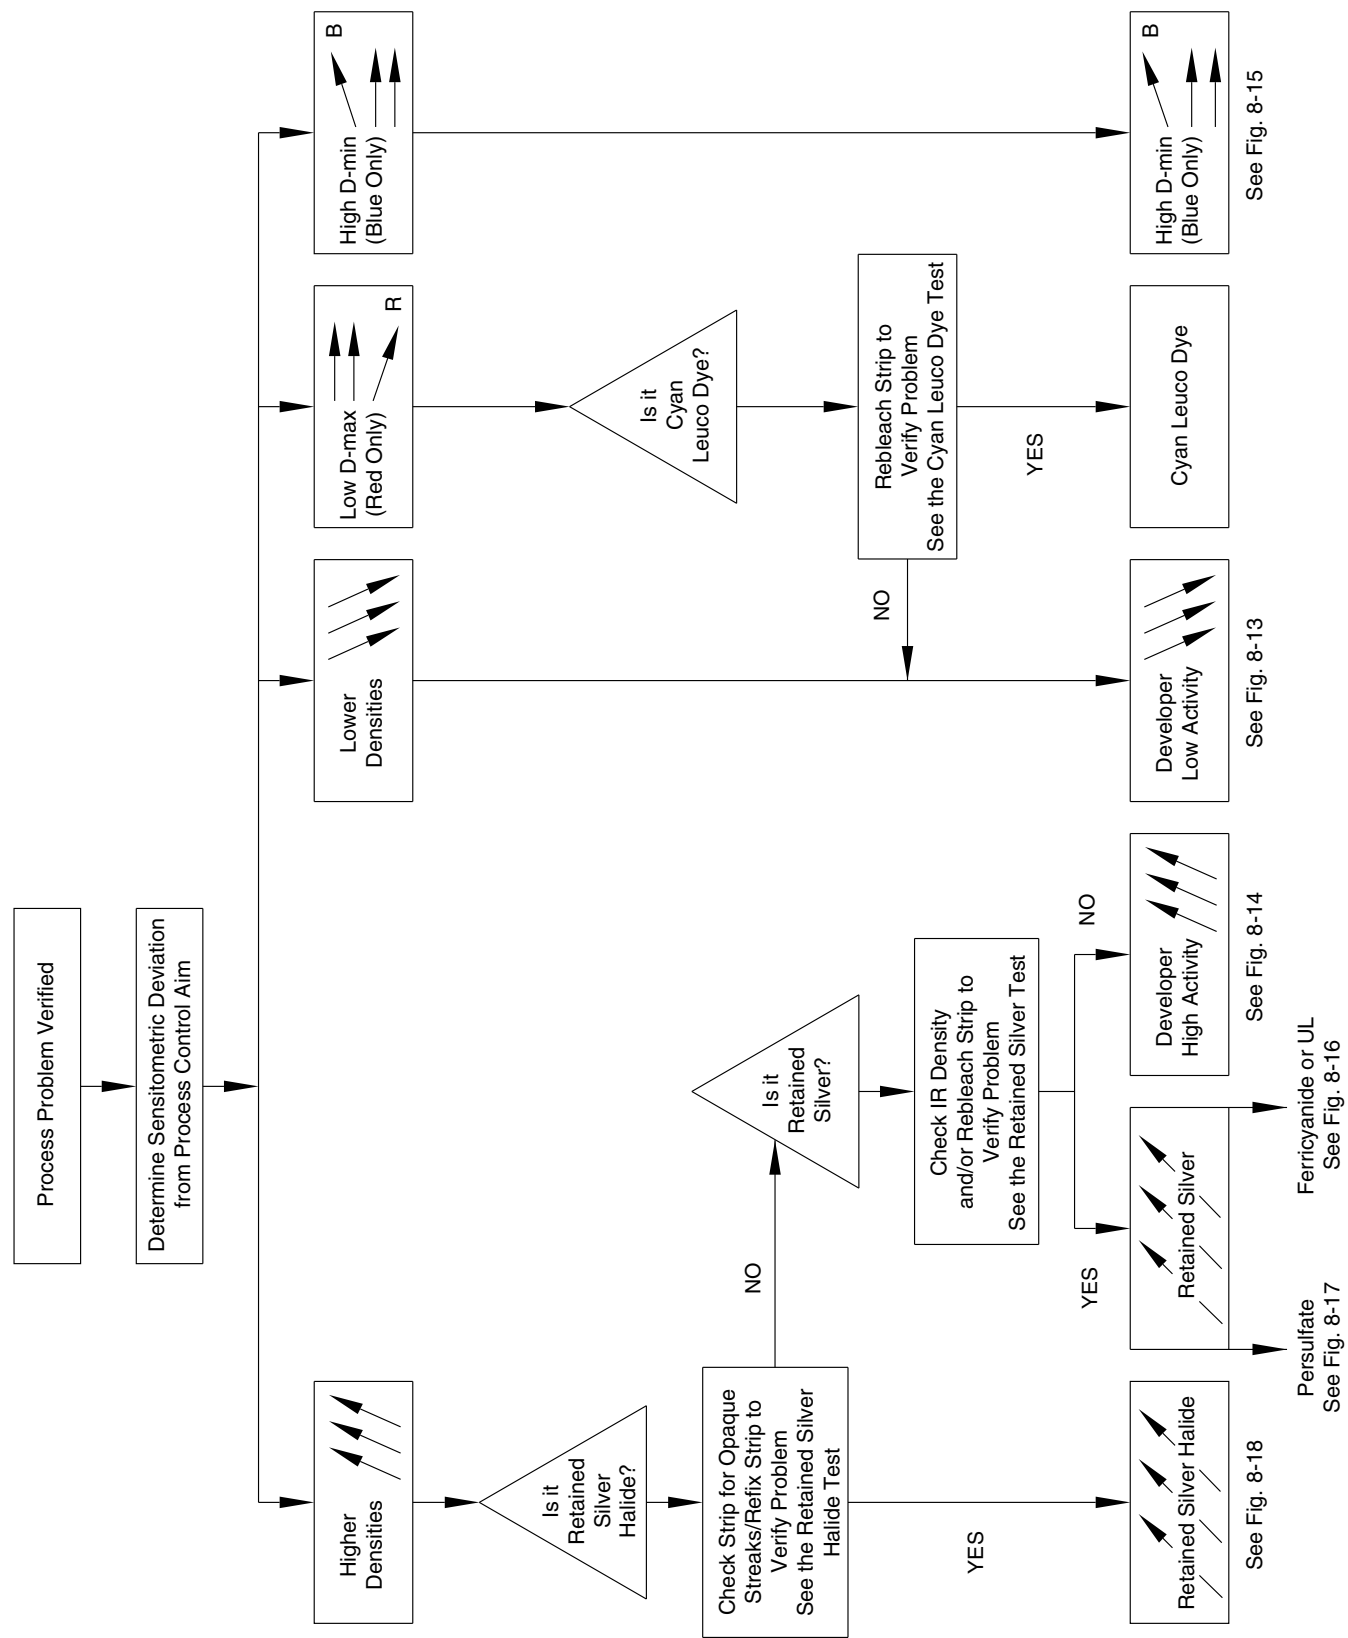 Process Problem Verified
Determine Sensitometric Deviation
from Process Control Aim
Higher
Densities
Lower
Densities
Low D-max
(Red Only)
R
High D-min
(Blue Only)
B
Is it
Retained
Silver
Halide?
Is it
Cyan
Leuco Dye?
Check Strip for Opaque
Streaks/Refix Strip to
Verify Problem
See the Retained Silver
Halide Test
NO
Is it
Retained
Silver?
Rebleach Strip to
Verify Problem
See the Cyan Leuco Dye Test
NO
YES
Check IR Density
and/or Rebleach Strip to
Verify Problem
See the Retained Silver Test
YES
YES
NO
Retained Silver Halide
See Fig. 8-18
Retained Silver
Persulfate
See Fig. 8-17
Ferricyanide or UL
See Fig. 8-16
Developer
High Activity
See Fig. 8-14
Developer
Low Activity
See Fig. 8-13
Cyan Leuco Dye
High D-min
(Blue Only)
B
See Fig. 8-15